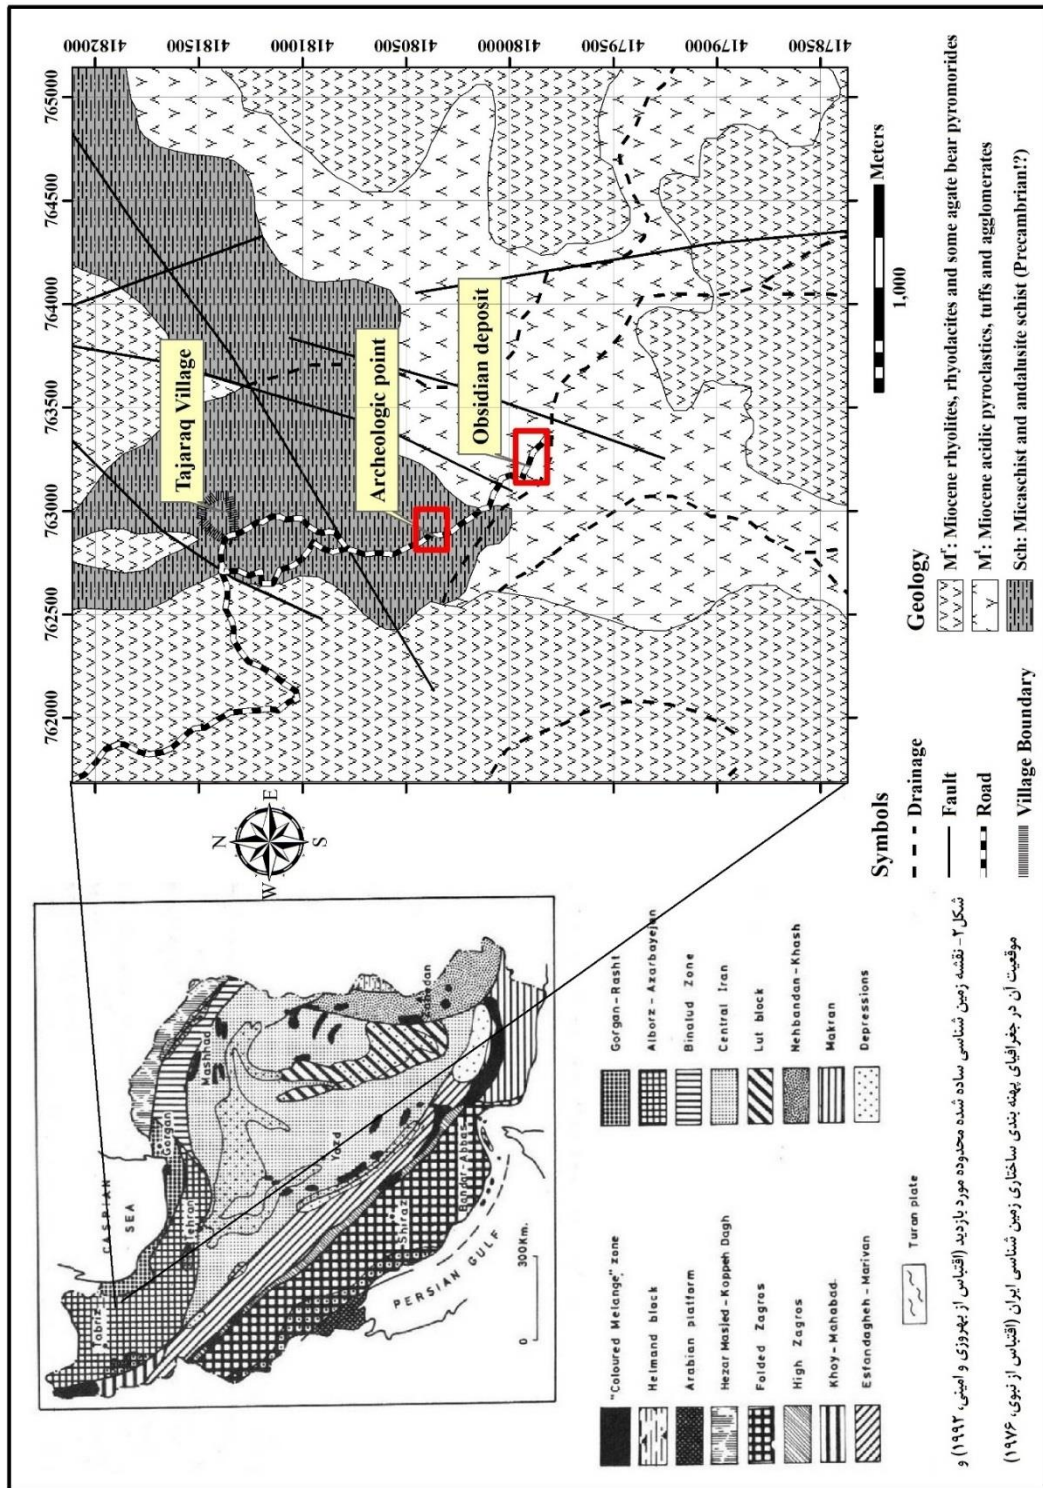 CASPIAN
SEA
Tabriz
Tehran
Gorgan
Mashhad
Yazd
Zahedan
Shiraz
Bandar-Abbas
PERSIAN GULF
0 300Km.
"Coloured Melange" zone
Helmand block
Arabian platform
Hezar Masjed-Koppeh Dagh
Folded Zagros
High Zagros
Khoy-Mahabad
Esfandagheh-Marivan
Gorgan-Rasht
Alborz-Azarbayejan
Binalud Zone
Central Iran
Lut block
Nehbandan-Khash
Makran
Depressions
Turan plate
N
W
E
S
762000 762500 763000 763500 764000 764500 765000
4182000
4181500
4181000
4180500
4180000
4179500
4179000
4178500
Tajaraq Village
Archeologic point
Obsidian deposit
Symbols
Drainage
Fault
Road
Village Boundary
Geology
Mʳ: Miocene rhyolites, rhyodacites and some agate bear pyromorides
Mᵗ: Miocene acidic pyroclastics, tuffs and agglomerates
Sch: Micaschist and andalusite schist (Precambrian!?)
1,000
Meters
شکل۲- نقشه زمین شناسی ساده شده محدوده مورد بازدید (اقتباس از بهروزی و امینی، ۱۹۹۲) و
موقعیت آن در جغرافیای پهنه بندی ساختاری زمین شناسی ایران (اقتباس از نبوی، ۱۹۷۶)